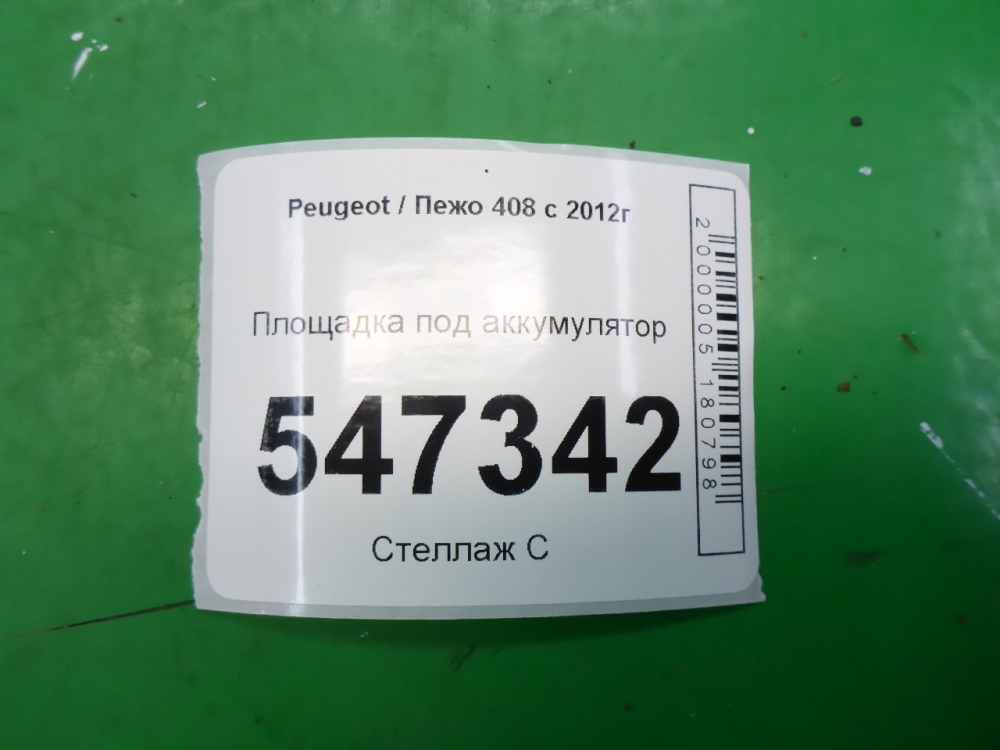 Peugeot / Пежо 408 с 2012г
Площадка под аккумулятор
547342
Стеллаж С
2000005180798